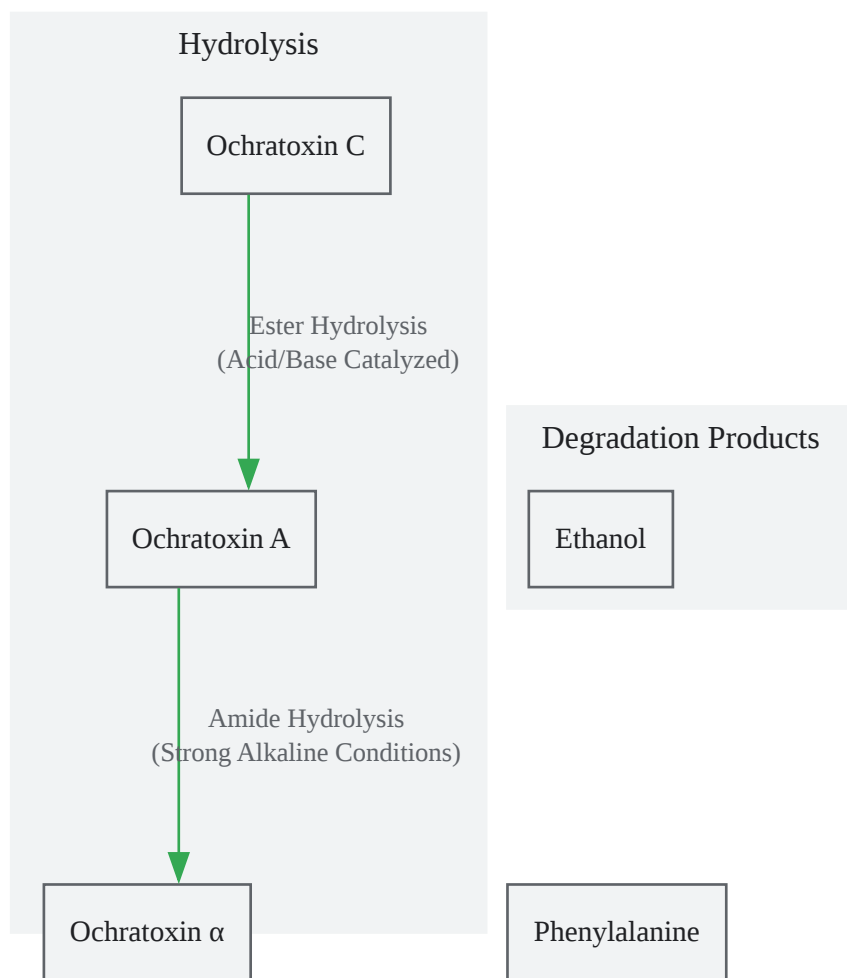 Hydrolysis
Ochratoxin C
Ester Hydrolysis
(Acid/Base Catalyzed)
Degradation Products
Ochratoxin A
Ethanol
Amide Hydrolysis
(Strong Alkaline Conditions)
Ochratoxin α
Phenylalanine